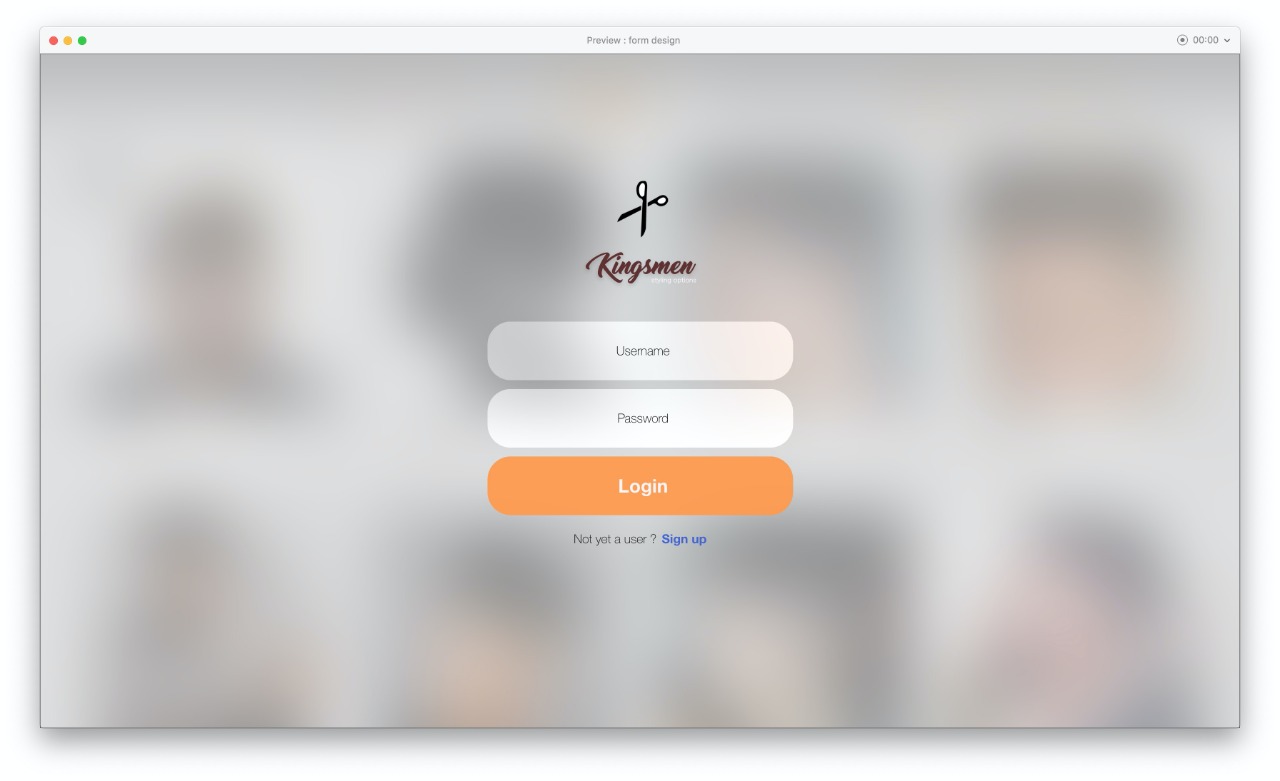 Preview : form design
00:00
Kingsmen
styling options
Username
Password
Login
Not yet a user ? Sign up